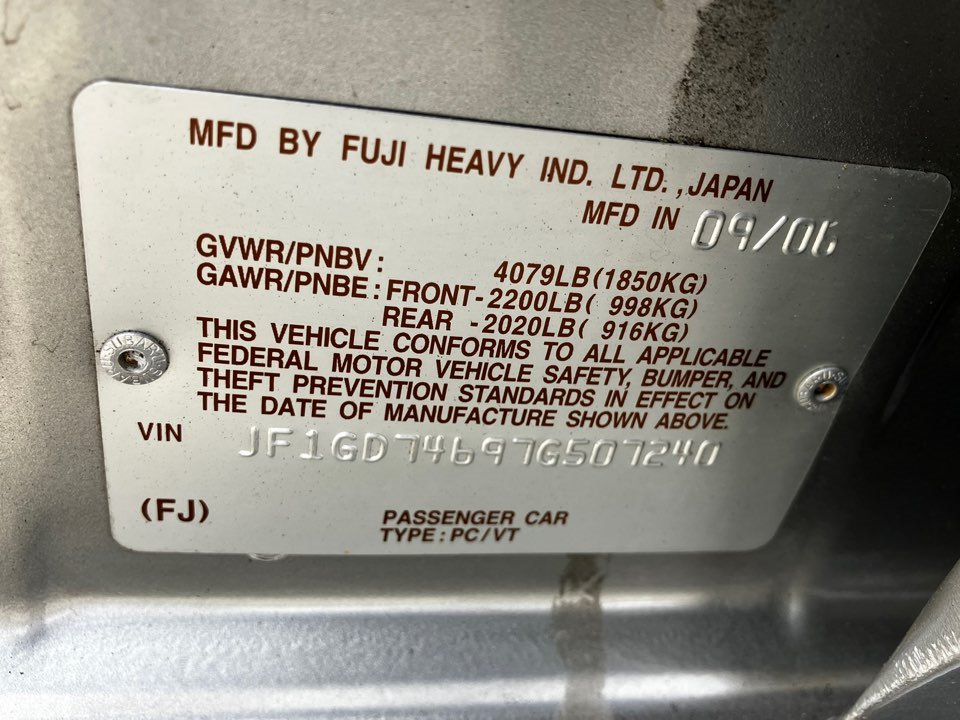 MFD BY FUJI HEAVY IND. LTD., JAPAN
MFD IN 09/06
GVWR/PNBV: 4079LB(1850KG)
GAWR/PNBE: FRONT-2200LB( 998KG)
REAR -2020LB( 916KG)
THIS VEHICLE CONFORMS TO ALL APPLICABLE
FEDERAL MOTOR VEHICLE SAFETY, BUMPER, AND
THEFT PREVENTION STANDARDS IN EFFECT ON
THE DATE OF MANUFACTURE SHOWN ABOVE.
VIN JF1GD74697G507240
(FJ)
PASSENGER CAR
TYPE: PC/VT
SUBARU